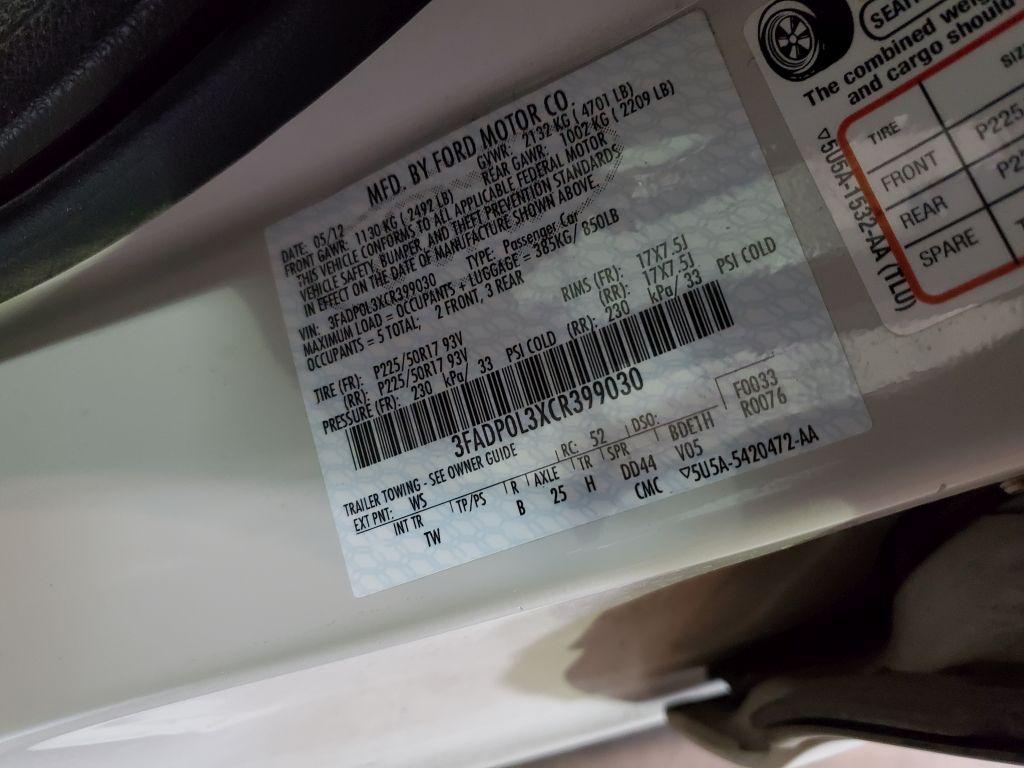 MFD. BY FORD MOTOR CO.
DATE: 05/12 GVWR: 2132 KG ( 4701 LB)
FRONT GAWR: 1130 KG ( 2492 LB) REAR GAWR: 1002 KG ( 2209 LB)
THIS VEHICLE CONFORMS TO ALL APPLICABLE FEDERAL MOTOR
VEHICLE SAFETY, BUMPER, AND THEFT PREVENTION STANDARDS
IN EFFECT ON THE DATE OF MANUFACTURE SHOWN ABOVE.
VIN: 3FADP0L3XCR399030 TYPE: Passenger Car
MAXIMUM LOAD = OCCUPANTS + LUGGAGE = 385KG/ 850LB
OCCUPANTS = 5 TOTAL, 2 FRONT, 3 REAR
TIRE (FR): P225/50R17 93V RIMS (FR): 17X7.5J
(RR): P225/50R17 93V (RR): 17X7.5J
PRESSURE (FR): 230 kPa/ 33 PSI COLD (RR): 230 kPa/ 33 PSI COLD
3FADP0L3XCR399030
TRAILER TOWING - SEE OWNER GUIDE
EXT PNT: WS RC: 52 DSO: F0033
INT TR TP/PS R AXLE TR SPR BDETH R0076
TW B 25 H DD44 V05
CMC ▽5U5A-5420472-AA
SEATI
The combined weig
and cargo should
TIRE SIZ
FRONT P225
REAR P22
SPARE T
▽5U5A-1532-AA (TLU)